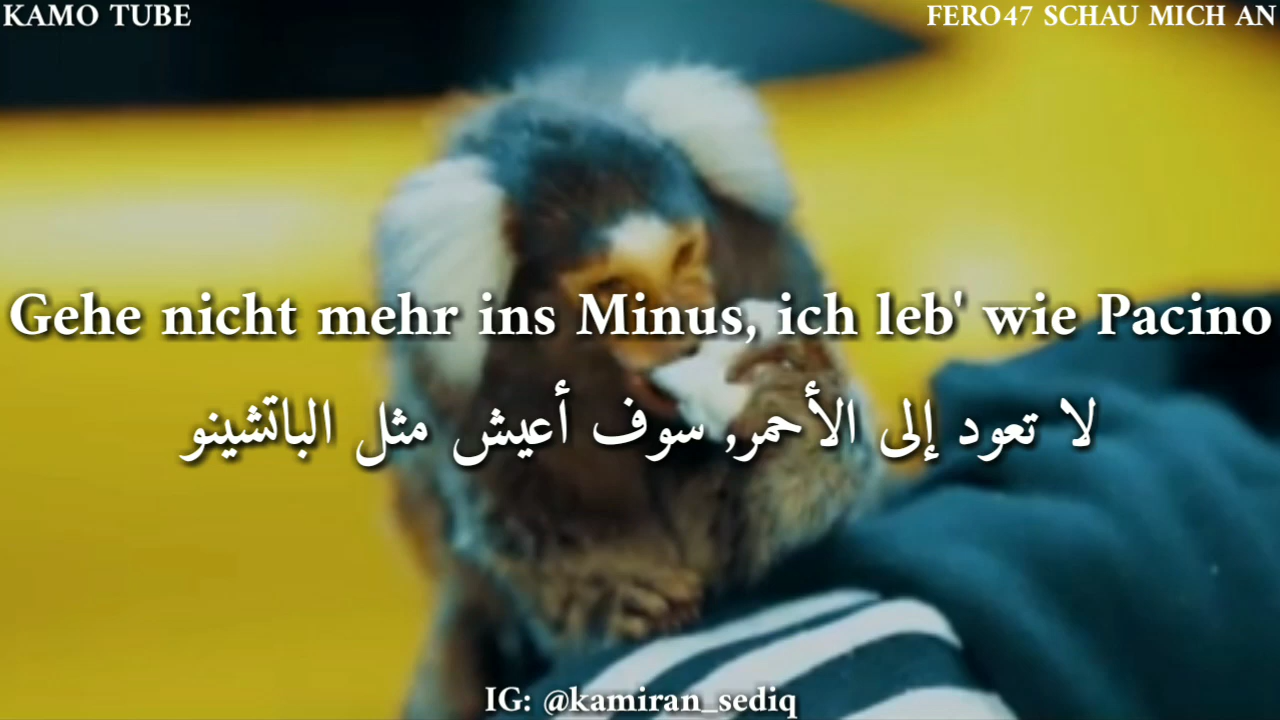 KAMO TUBE
FERO47 SCHAU MICH AN
Gehe nicht mehr ins Minus, ich leb' wie Pacino
لا تعود إلى الأحمر, سوف أعيش مثل الباتشينو
IG: @kamiran_sediq